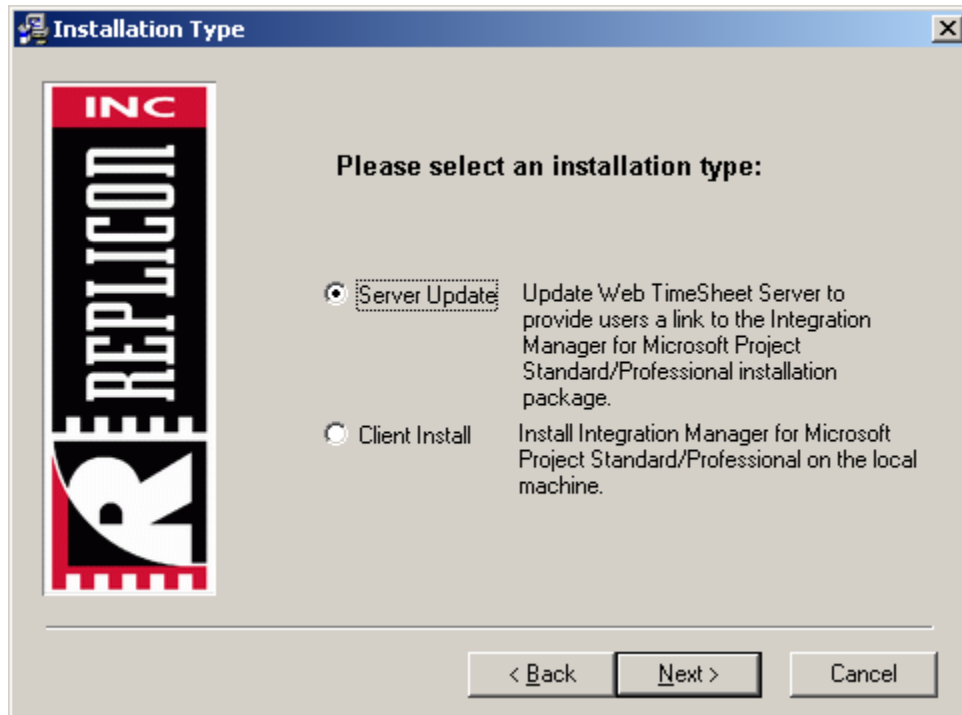 Installation Type
INC
REPLICON
R
Please select an installation type:
Server Update
Update Web TimeSheet Server to
provide users a link to the Integration
Manager for Microsoft Project
Standard/Professional installation
package.
Client Install
Install Integration Manager for Microsoft
Project Standard/Professional on the local
machine.
< Back
Next >
Cancel